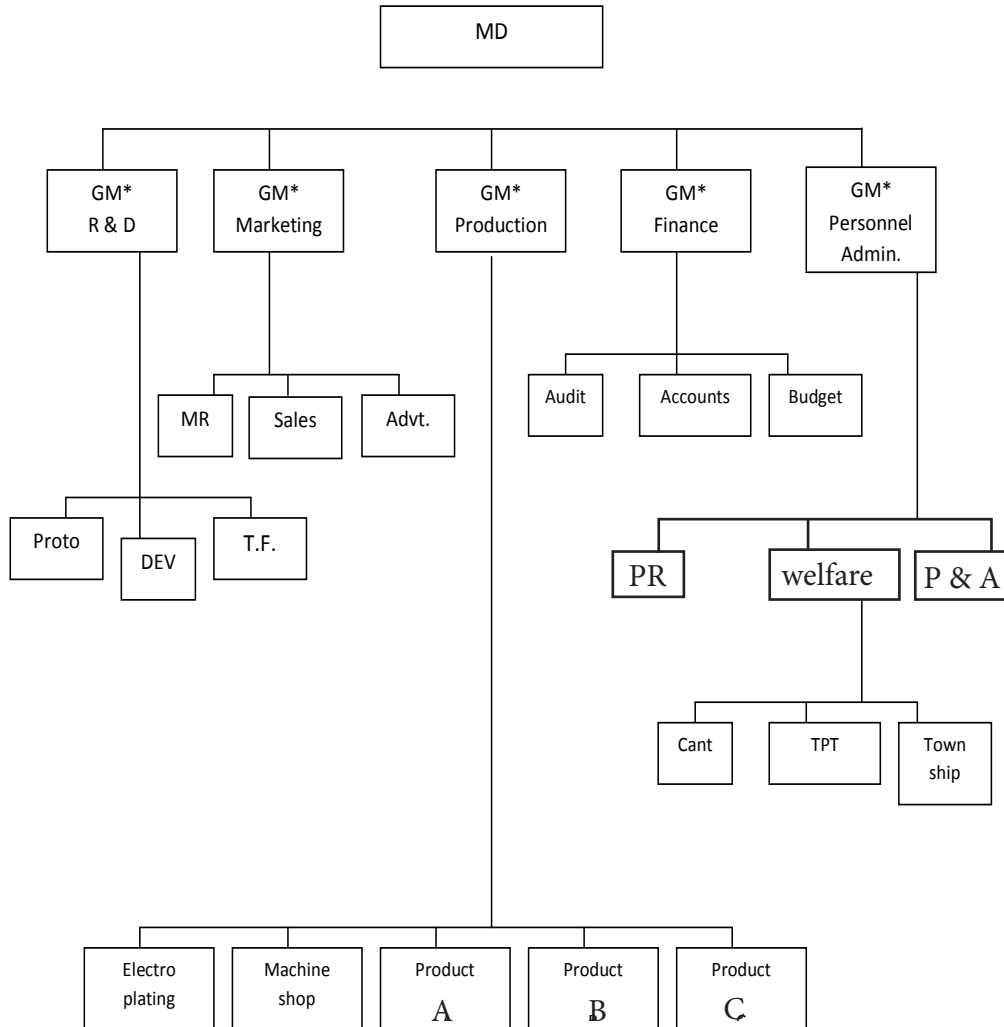 MD
GM*
R & D
GM*
Marketing
GM*
Production
GM*
Finance
GM*
Personnel
Admin.
MR
Sales
Advt.
Audit
Accounts
Budget
Proto
DEV
T.F.
PR
welfare
P & A
Cant
TPT
Town
ship
Electro
plating
Machine
shop
Product
A
Product
B
Product
C